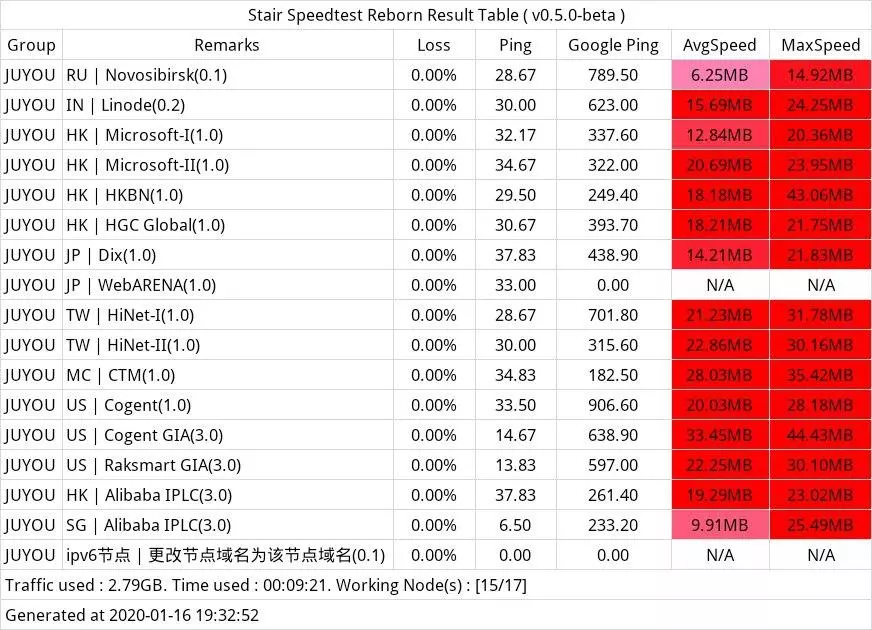 Stair Speedtest Reborn Result Table ( v0.5.0-beta )
Group Remarks Loss Ping Google Ping AvgSpeed MaxSpeed
JUYOU RU | Novosibirsk(0.1) 0.00% 28.67 789.50 6.25MB 14.92MB
JUYOU IN | Linode(0.2) 0.00% 30.00 623.00 15.69MB 24.25MB
JUYOU HK | Microsoft-I(1.0) 0.00% 32.17 337.60 12.84MB 20.36MB
JUYOU HK | Microsoft-II(1.0) 0.00% 34.67 322.00 20.69MB 23.95MB
JUYOU HK | HKBN(1.0) 0.00% 29.50 249.40 18.18MB 43.06MB
JUYOU HK | HGC Global(1.0) 0.00% 30.67 393.70 18.21MB 21.75MB
JUYOU JP | Dix(1.0) 0.00% 37.83 438.90 14.21MB 21.83MB
JUYOU JP | WebARENA(1.0) 0.00% 33.00 0.00 N/A N/A
JUYOU TW | HiNet-I(1.0) 0.00% 28.67 701.80 21.23MB 31.78MB
JUYOU TW | HiNet-II(1.0) 0.00% 30.00 315.60 22.86MB 30.16MB
JUYOU MC | CTM(1.0) 0.00% 34.83 182.50 28.03MB 35.42MB
JUYOU US | Cogent(1.0) 0.00% 33.50 906.60 20.03MB 28.18MB
JUYOU US | Cogent GIA(3.0) 0.00% 14.67 638.90 33.45MB 44.43MB
JUYOU US | Raksmart GIA(3.0) 0.00% 13.83 597.00 22.25MB 30.10MB
JUYOU HK | Alibaba IPLC(3.0) 0.00% 37.83 261.40 19.29MB 23.02MB
JUYOU SG | Alibaba IPLC(3.0) 0.00% 6.50 233.20 9.91MB 25.49MB
JUYOU ipv6节点 | 更改节点域名为该节点域名(0.1) 0.00% 0.00 0.00 N/A N/A
Traffic used : 2.79GB. Time used : 00:09:21. Working Node(s) : [15/17]
Generated at 2020-01-16 19:32:52